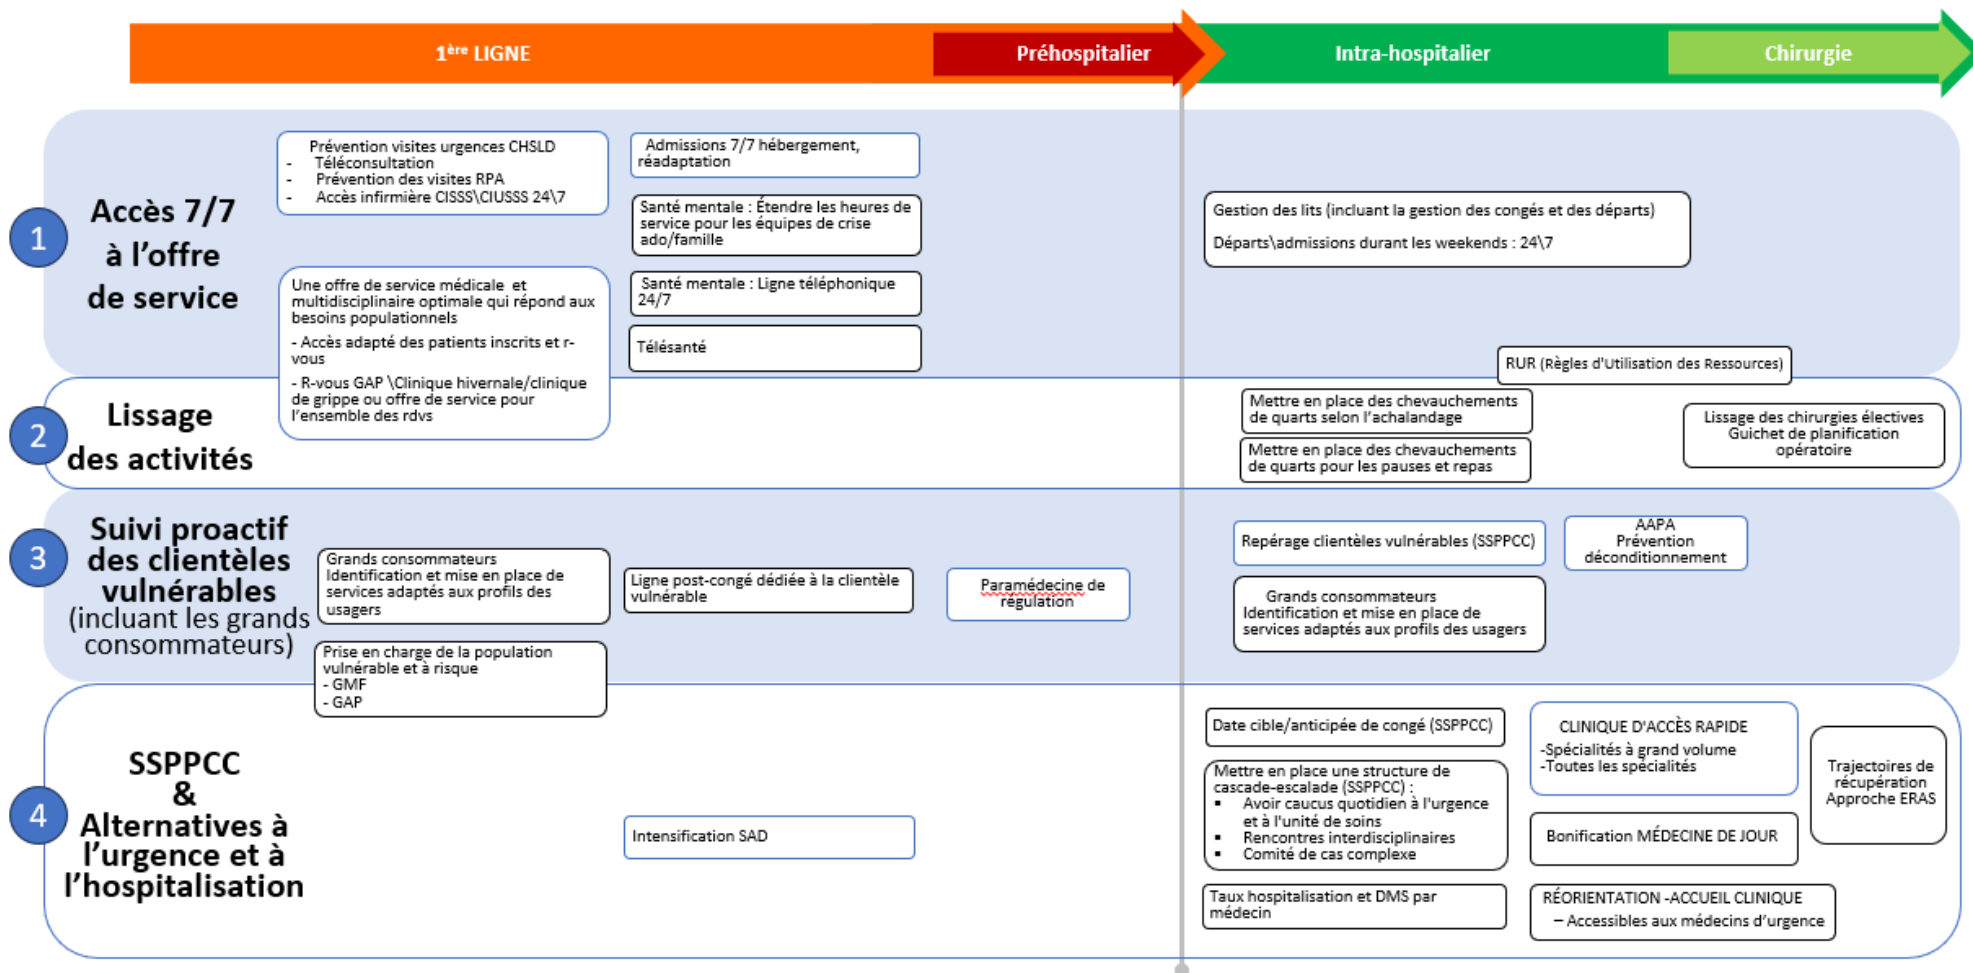 1ère LIGNE
Préhospitalier
Intra-hospitalier
Chirurgie
1
Accès 7/7
à l’offre
de service
Prévention visites urgences CHSLD
- Téléconsultation
- Prévention des visites RPA
- Accès infirmière CISSS\CIUSSS 24\7
Une offre de service médicale et
multidisciplinaire optimale qui répond aux
besoins populationnels
- Accès adapté des patients inscrits et r-
vous
- R-vous GAP \Clinique hivernale/clinique
de grippe ou offre de service pour
l’ensemble des rdvs
Admissions 7/7 hébergement,
réadaptation
Santé mentale : Étendre les heures de
service pour les équipes de crise
ado/famille
Santé mentale : Ligne téléphonique
24/7
Télésanté
Gestion des lits (incluant la gestion des congés et des départs)
Départs\admissions durant les weekends : 24\7
RUR (Règles d'Utilisation des Ressources)
2
Lissage
des activités
Mettre en place des chevauchements
de quarts selon l’achalandage
Mettre en place des chevauchements
de quarts pour les pauses et repas
Lissage des chirurgies électives
Guichet de planification
opératoire
3
Suivi proactif
des clientèles
vulnérables
(incluant les grands
consommateurs)
Grands consommateurs
Identification et mise en place de
services adaptés aux profils des
usagers
Prise en charge de la population
vulnérable et à risque
- GMF
- GAP
Ligne post-congé dédiée à la clientèle
vulnérable
Paramédecine de
régulation
Repérage clientèles vulnérables (SSPPCC)
AAPA
Prévention
déconditionnement
Grands consommateurs
Identification et mise en place de
services adaptés aux profils des usagers
4
SSPPCC
&
Alternatives à
l’urgence et à
l’hospitalisation
Intensification SAD
Date cible/anticipée de congé (SSPPCC)
Mettre en place une structure de
cascade-escalade (SSPPCC) :
▪ Avoir caucus quotidien à l'urgence
et à l'unité de soins
▪ Rencontres interdisciplinaires
▪ Comité de cas complexe
Taux hospitalisation et DMS par
médecin
CLINIQUE D'ACCÈS RAPIDE
-Spécialités à grand volume
-Toutes les spécialités
Bonification MÉDECINE DE JOUR
RÉORIENTATION -ACCUEIL CLINIQUE
– Accessibles aux médecins d’urgence
Trajectoires de
récupération
Approche ERAS